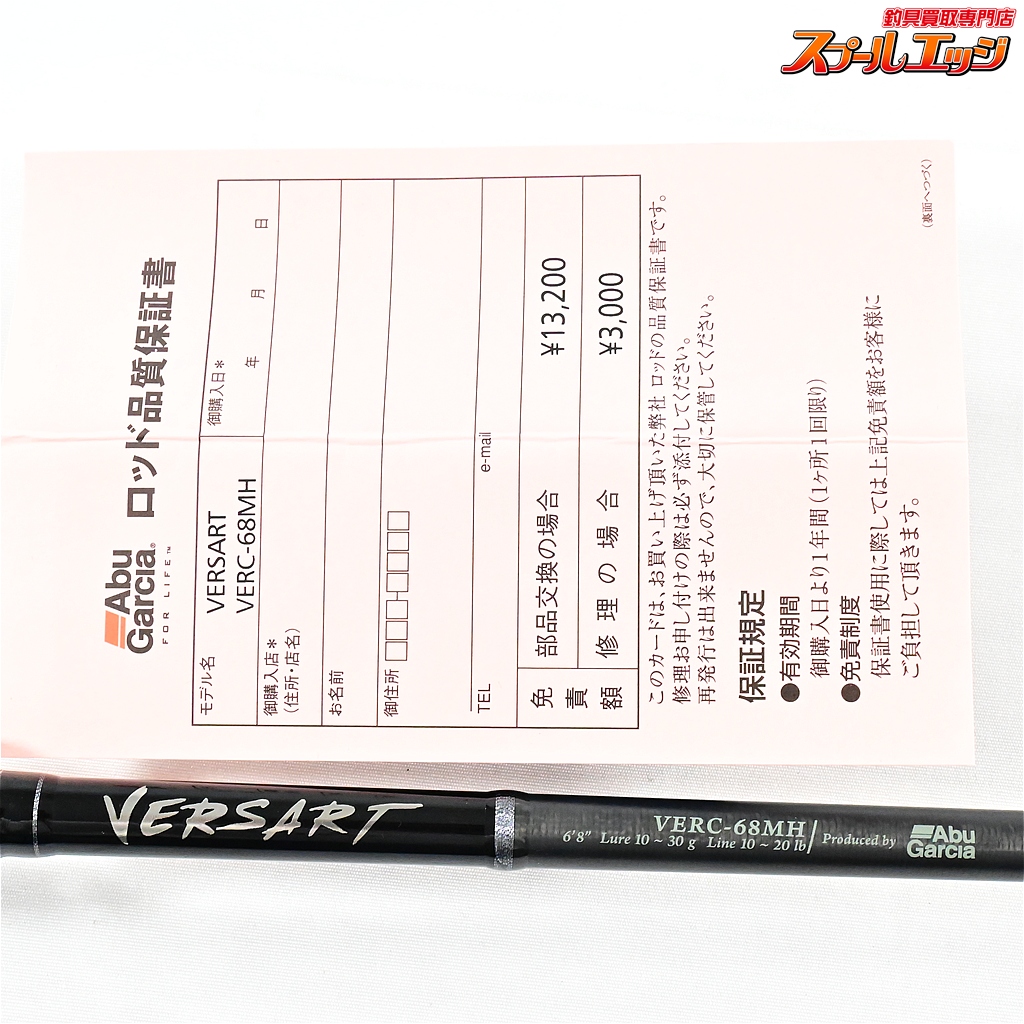 釣具買取専門店
スプールエッジ
Abu
Garcia®
FOR LIFE™
ロッド品質保証書
モデル名
VERSART
VERC-68MH
御購入日＊
年 月 日
御購入店＊
（住所・店名）
お名前
御住所 □□□-□□□□
TEL
e-mail
免責額
部品交換の場合 ¥13,200
修理の場合 ¥3,000
このカードは、お買い上げ頂いた弊社 ロッドの品質保証書です。
修理お申し付けの際は必ず添付してください。
再発行は出来ませんので、大切に保管してください。
保証規定
●有効期間
御購入日より1年間（1ヶ所1回限り）
●免責制度
保証書使用に際しては上記免責額をお客様に
ご負担して頂きます。
（裏面へつづく）
VERSART
VERC-68MH
6'8" Lure 10 ~ 30 g Line 10 ~ 20 lb
Produced by
Abu
Garcia